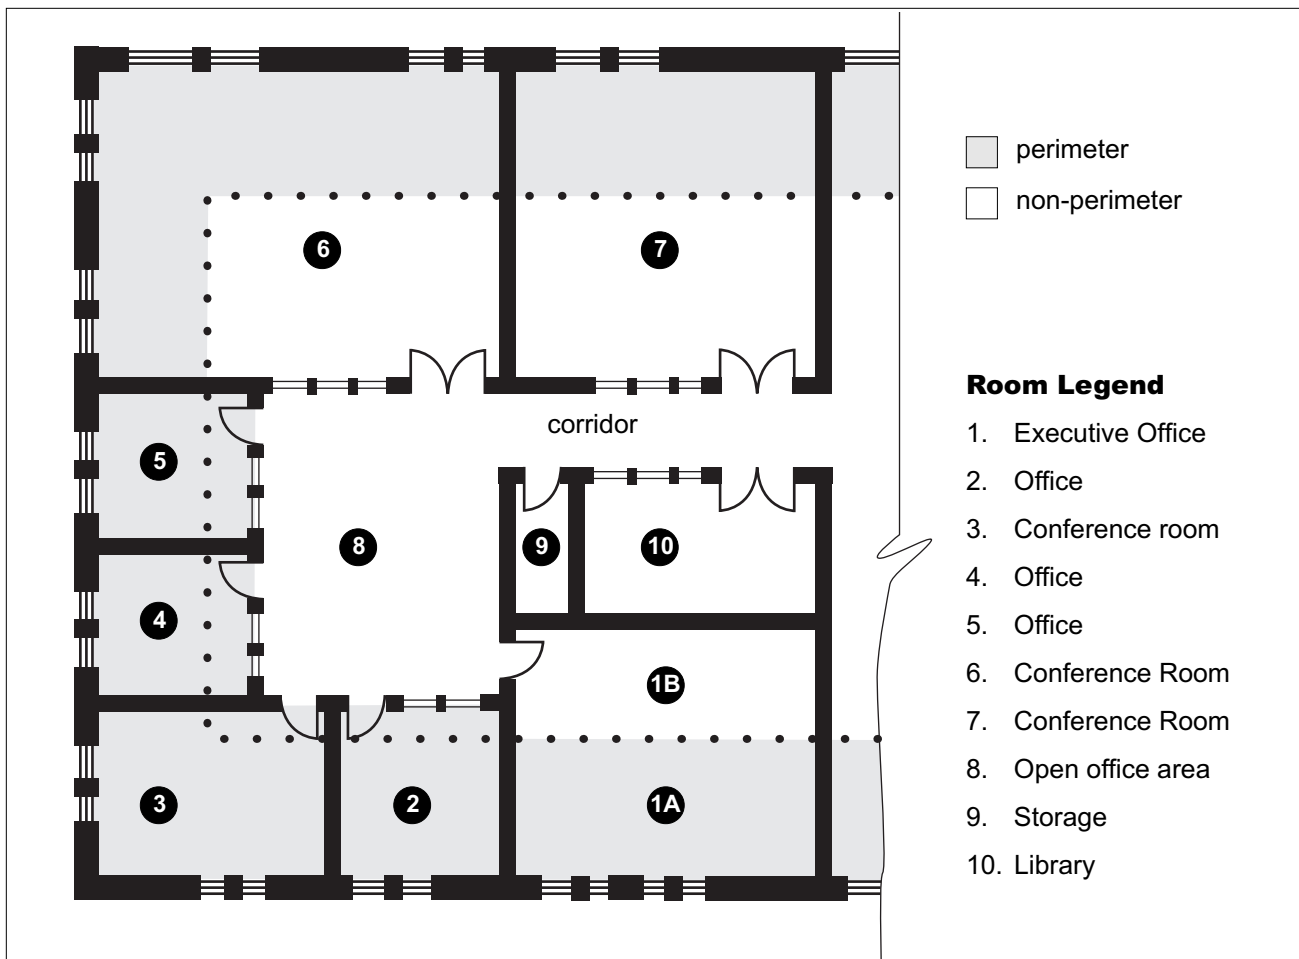 perimeter
non-perimeter
6
7
corridor
5
8
9
10
4
1B
3
2
1A
Room Legend
1. Executive Office
2. Office
3. Conference room
4. Office
5. Office
6. Conference Room
7. Conference Room
8. Open office area
9. Storage
10. Library